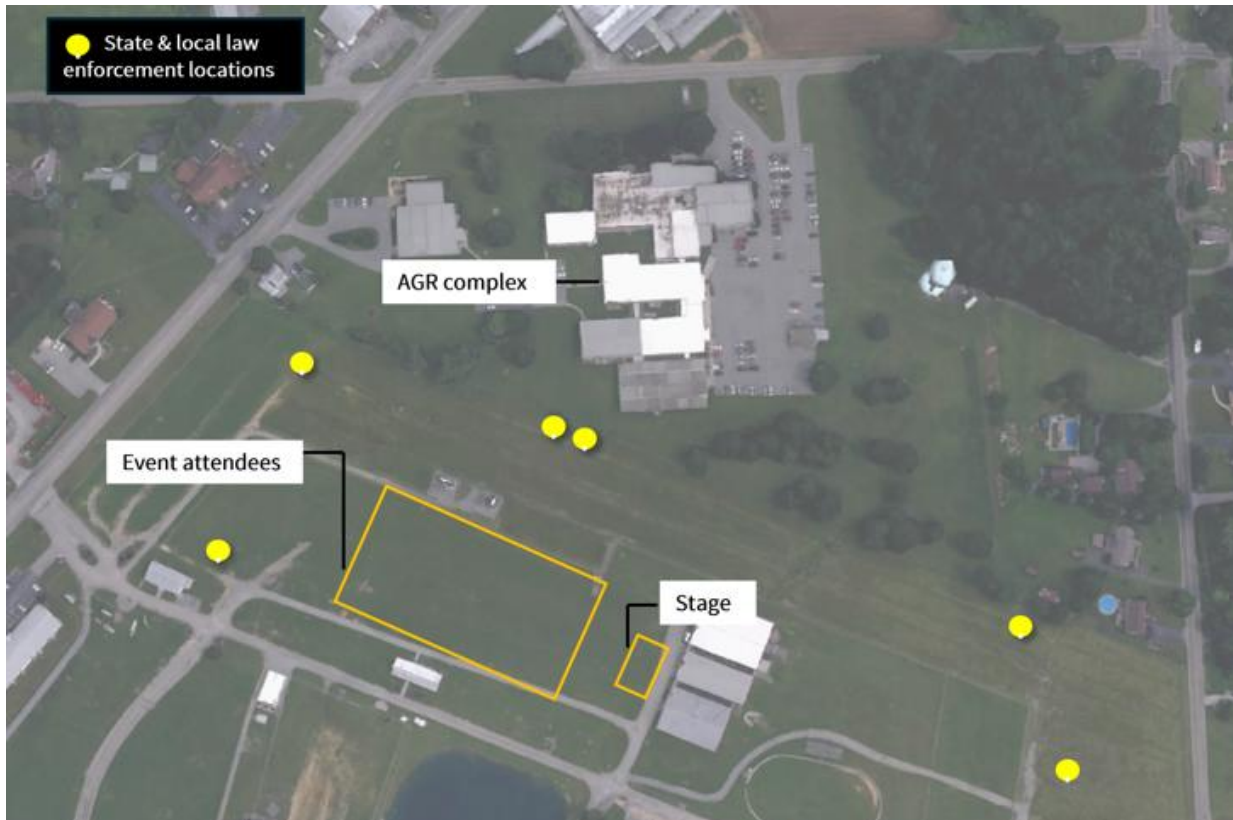 State & local law
enforcement locations
AGR complex
Event attendees
Stage